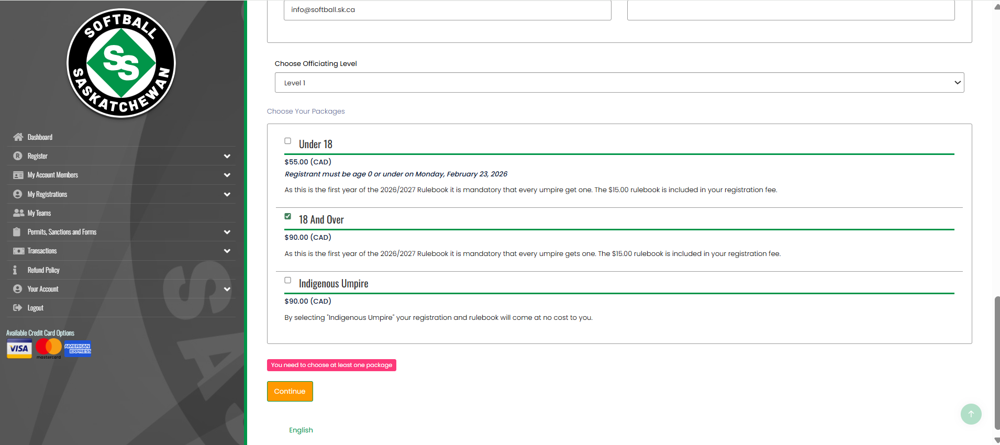 SOFTBALL
SS
SASKATCHEWAN
Dashboard
Register
My Account Members
My Registrations
My Teams
Permits, Sanctions and Forms
Transactions
Refund Policy
Your Account
Logout
Available Credit Card Options
VISA
mastercard
AMERICAN
EXPRESS
info@softball.sk.ca
Choose Officiating Level
Level 1
Choose Your Packages
Under 18
$55.00 (CAD)
Registrant must be age 0 or under on Monday, February 23, 2026
As this is the first year of the 2026/2027 Rulebook it is mandatory that every umpire get one. The $15.00 rulebook is included in your registration fee.
18 And Over
$90.00 (CAD)
As this is the first year of the 2026/2027 Rulebook it is mandatory that every umpire gets one. The $15.00 rulebook is included in your registration fee.
Indigenous Umpire
$90.00 (CAD)
By selecting "Indigenous Umpire" your registration and rulebook will come at no cost to you.
You need to choose at least one package
Continue
English